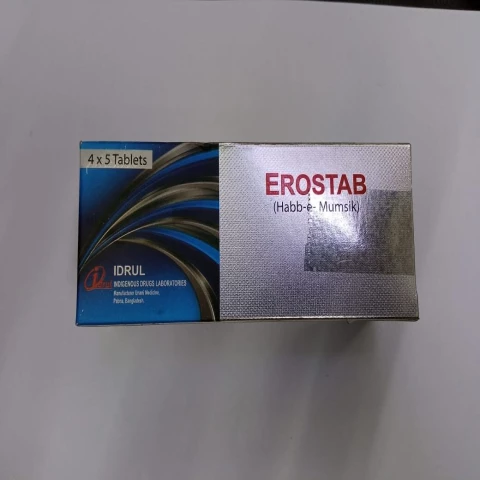 4 x 5 Tablets
EROSTAB
(Habb-e- Mumsik)
IDRUL
INDIGENOUS DRUGS LABORATORIES
Manufacturer Unani Medicine,
Pabna, Bangladesh.